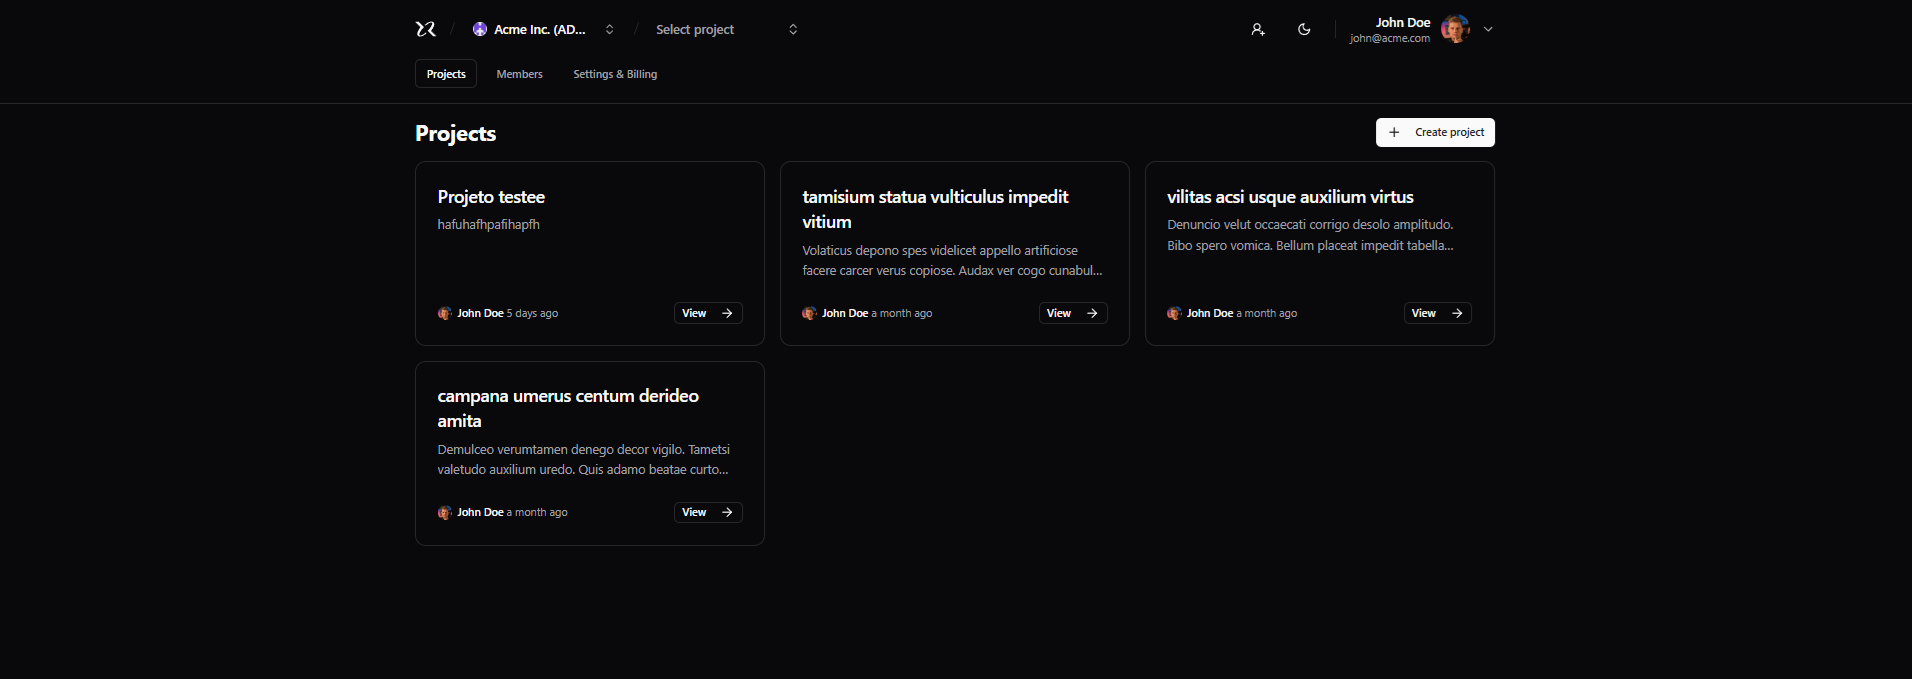 Acme Inc. (AD...
Select project
John Doe
john@acme.com
Projects
Members
Settings & Billing
Projects
Create project
Projeto testee
hafuhafhpafihapfh
John Doe 5 days ago
View
tamisium statua vulticulus impedit
vitium
Volaticus depono spes videlicet appello artificiose
facere carcer verus copiose. Audax ver cogo cunabul...
John Doe a month ago
View
vilitas acsi usque auxilium virtus
Denuncio velut occaecati corrigo desolo amplitudo.
Bibo spero vomica. Bellum placeat impedit tabella...
John Doe a month ago
View
campana umerus centum derideo
amita
Demulceo verumtamen denego decor vigilo. Tametsi
valetudo auxilium uredo. Quis adamo beatae curto...
John Doe a month ago
View